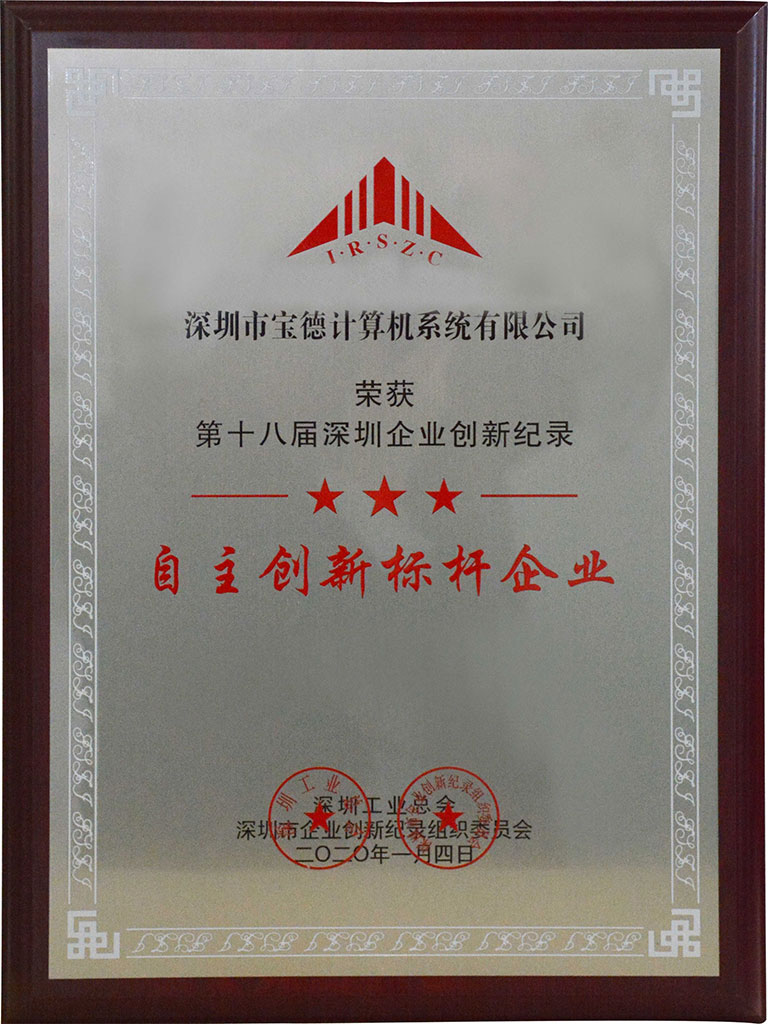 I·R·S·Z·C
深圳市宝德计算机系统有限公司
荣获
第十八届深圳企业创新纪录
自主创新标杆企业
深圳工业总会
深圳市企业创新纪录组织委员会
二〇二〇年一月四日